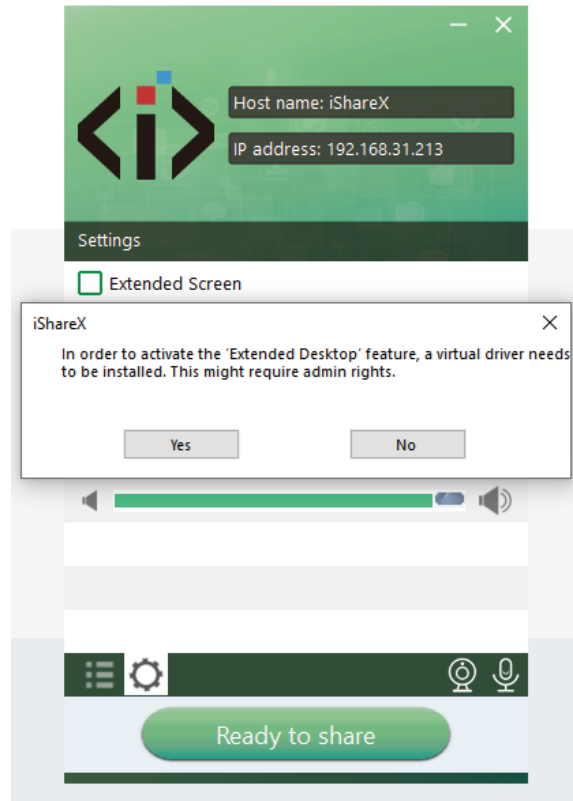 Host name: iShareX
IP address: 192.168.31.213
Settings
Extended Screen
iShareX
In order to activate the 'Extended Desktop' feature, a virtual driver needs
to be installed. This might require admin rights.
Yes
No
Ready to share